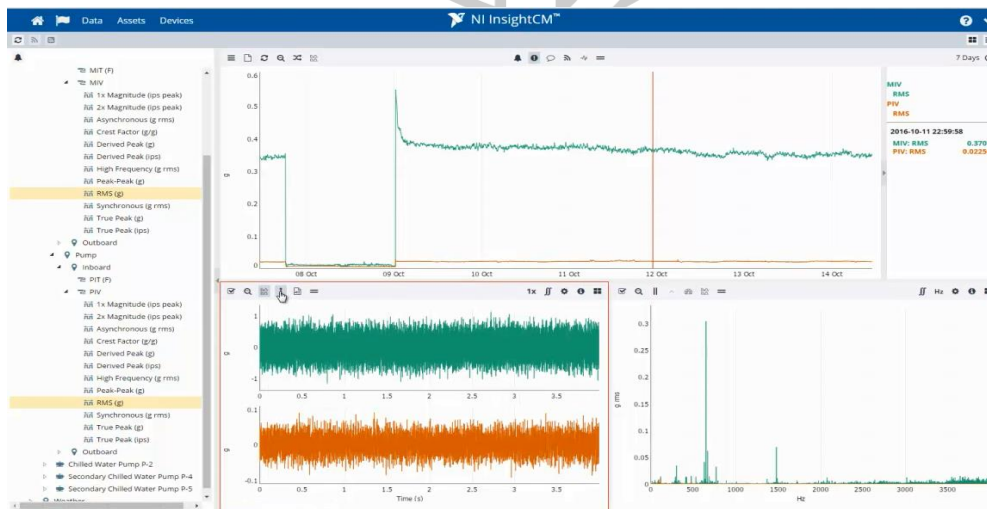 Data Assets Devices
NI InsightCM™
7 Days
MIT (F)
MIV
1x Magnitude (ips peak)
2x Magnitude (ips peak)
Asynchronous (g rms)
Crest Factor (g/g)
Derived Peak (g)
Derived Peak (ips)
High Frequency (g rms)
Peak-Peak (g)
RMS (g)
Synchronous (g rms)
True Peak (g)
True Peak (ips)
Outboard
Pump
Inboard
PIT (F)
PIV
1x Magnitude (ips peak)
2x Magnitude (ips peak)
Asynchronous (g rms)
Crest Factor (g/g)
Derived Peak (g)
Derived Peak (ips)
High Frequency (g rms)
Peak-Peak (g)
RMS (g)
Synchronous (g rms)
True Peak (g)
True Peak (ips)
Outboard
Chilled Water Pump P-2
Secondary Chilled Water Pump P-4
Secondary Chilled Water Pump P-5
0.6
0.5
0.4
0.3
0.2
0.1
0
g
08 Oct 09 Oct 10 Oct 11 Oct 12 Oct 13 Oct 14 Oct
MIV
RMS
PIV
RMS
2016-10-11 22:59:58
MIV: RMS 0.370
PIV: RMS 0.0225
1x
1
0
-1
g
0 0.5 1 1.5 2 2.5 3 3.5
0.1
0
-0.1
g
0 0.5 1 1.5 2 2.5 3 3.5
Time (s)
Hz
0.3
0.25
0.2
0.15
0.1
0.05
0
g rms
0 500 1000 1500 2000 2500 3000 3500
Hz